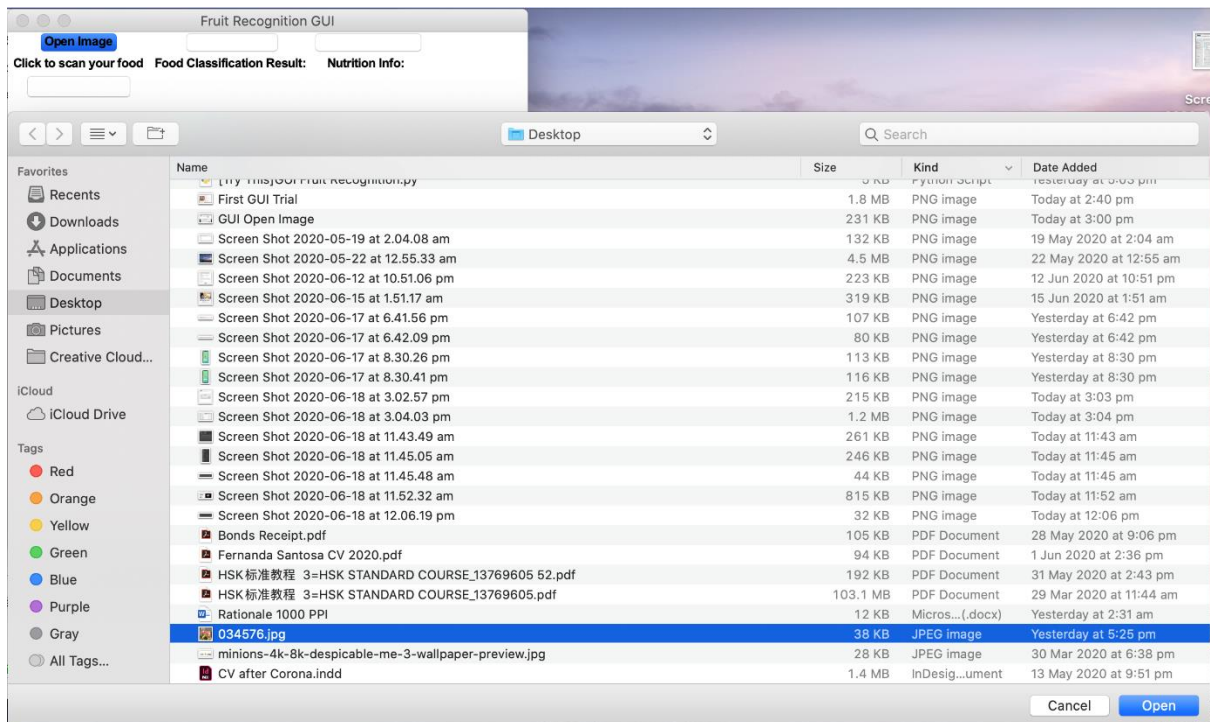 Fruit Recognition GUI
Open Image
Click to scan your food Food Classification Result: Nutrition Info:
Scre
Desktop
Search
Favorites
Recents
Downloads
Applications
Documents
Desktop
Pictures
Creative Cloud...
iCloud
iCloud Drive
Tags
Red
Orange
Yellow
Green
Blue
Purple
Gray
All Tags...
Name Size Kind Date Added
[Try This]GUI Fruit Recognition.py 5 KB Python Script Yesterday at 5:03 pm
First GUI Trial 1.8 MB PNG image Today at 2:40 pm
GUI Open Image 231 KB PNG image Today at 3:00 pm
Screen Shot 2020-05-19 at 2.04.08 am 132 KB PNG image 19 May 2020 at 2:04 am
Screen Shot 2020-05-22 at 12.55.33 am 4.5 MB PNG image 22 May 2020 at 12:55 am
Screen Shot 2020-06-12 at 10.51.06 pm 223 KB PNG image 12 Jun 2020 at 10:51 pm
Screen Shot 2020-06-15 at 1.51.17 am 319 KB PNG image 15 Jun 2020 at 1:51 am
Screen Shot 2020-06-17 at 6.41.56 pm 107 KB PNG image Yesterday at 6:42 pm
Screen Shot 2020-06-17 at 6.42.09 pm 80 KB PNG image Yesterday at 6:42 pm
Screen Shot 2020-06-17 at 8.30.26 pm 113 KB PNG image Yesterday at 8:30 pm
Screen Shot 2020-06-17 at 8.30.41 pm 116 KB PNG image Yesterday at 8:30 pm
Screen Shot 2020-06-18 at 3.02.57 pm 215 KB PNG image Today at 3:03 pm
Screen Shot 2020-06-18 at 3.04.03 pm 1.2 MB PNG image Today at 3:04 pm
Screen Shot 2020-06-18 at 11.43.49 am 261 KB PNG image Today at 11:43 am
Screen Shot 2020-06-18 at 11.45.05 am 246 KB PNG image Today at 11:45 am
Screen Shot 2020-06-18 at 11.45.48 am 44 KB PNG image Today at 11:45 am
Screen Shot 2020-06-18 at 11.52.32 am 815 KB PNG image Today at 11:52 am
Screen Shot 2020-06-18 at 12.06.19 pm 32 KB PNG image Today at 12:06 pm
Bonds Receipt.pdf 105 KB PDF Document 28 May 2020 at 9:06 pm
Fernanda Santosa CV 2020.pdf 94 KB PDF Document 1 Jun 2020 at 2:36 pm
HSK标准教程 3=HSK STANDARD COURSE_13769605 52.pdf 192 KB PDF Document 31 May 2020 at 2:43 pm
HSK标准教程 3=HSK STANDARD COURSE_13769605.pdf 103.1 MB PDF Document 29 Mar 2020 at 11:44 am
Rationale 1000 PPI 12 KB Micros...(.docx) Yesterday at 2:31 am
034576.jpg 38 KB JPEG image Yesterday at 5:25 pm
minions-4k-8k-despicable-me-3-wallpaper-preview.jpg 28 KB JPEG image 30 Mar 2020 at 6:38 pm
CV after Corona.indd 1.4 MB InDesig...ument 13 May 2020 at 9:51 pm
Cancel Open